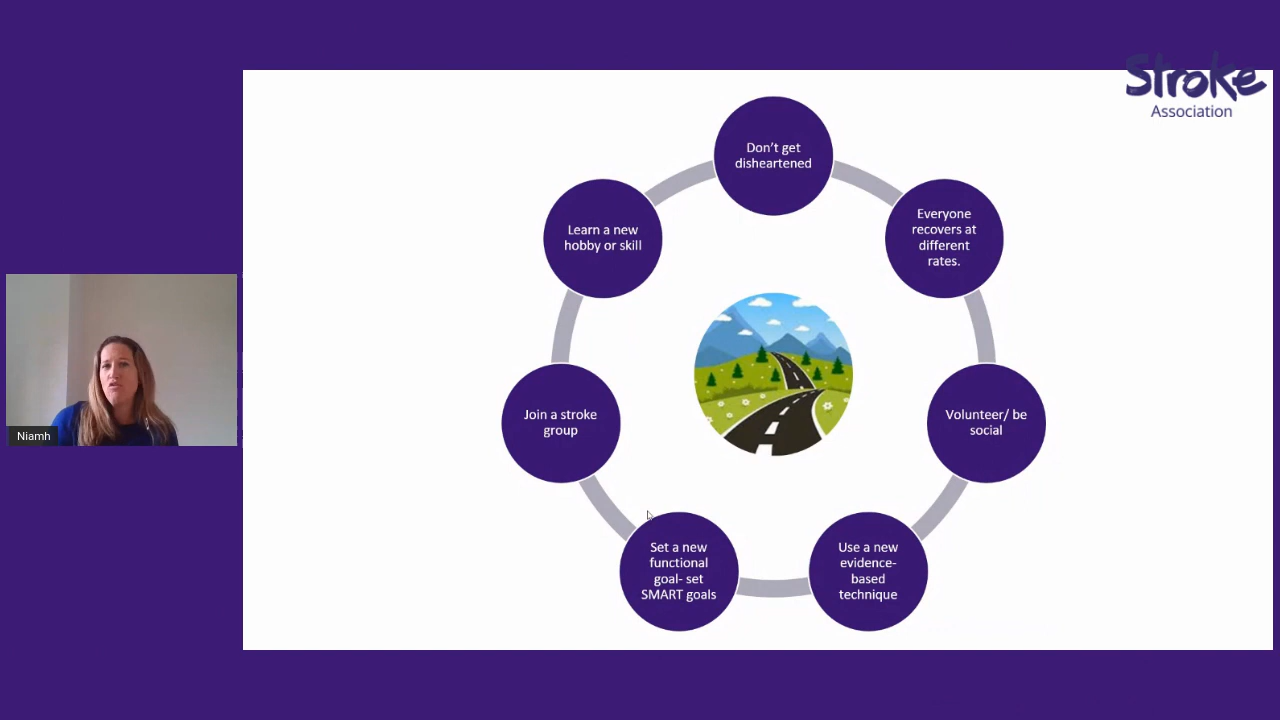 Stroke
Association
Don't get
disheartened
Everyone
recovers at
different
rates.
Volunteer/ be
social
Use a new
evidence-
based
technique
Set a new
functional
goal- set
SMART goals
Join a stroke
group
Learn a new
hobby or skill
Niamh